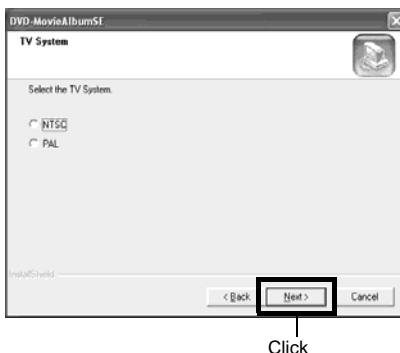 DVD-MovieAlbumSE
TV System
Select the TV System.
NTSC
PAL
InstallShield
< Back Next > Cancel
Click